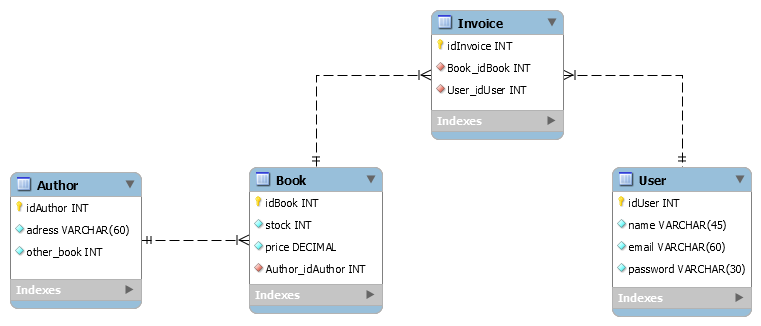 Invoice
idInvoice INT
Book_idBook INT
User_idUser INT
Indexes
Author
idAuthor INT
adress VARCHAR(60)
other_book INT
Indexes
Book
idBook INT
stock INT
price DECIMAL
Author_idAuthor INT
Indexes
User
idUser INT
name VARCHAR(45)
email VARCHAR(60)
password VARCHAR(30)
Indexes